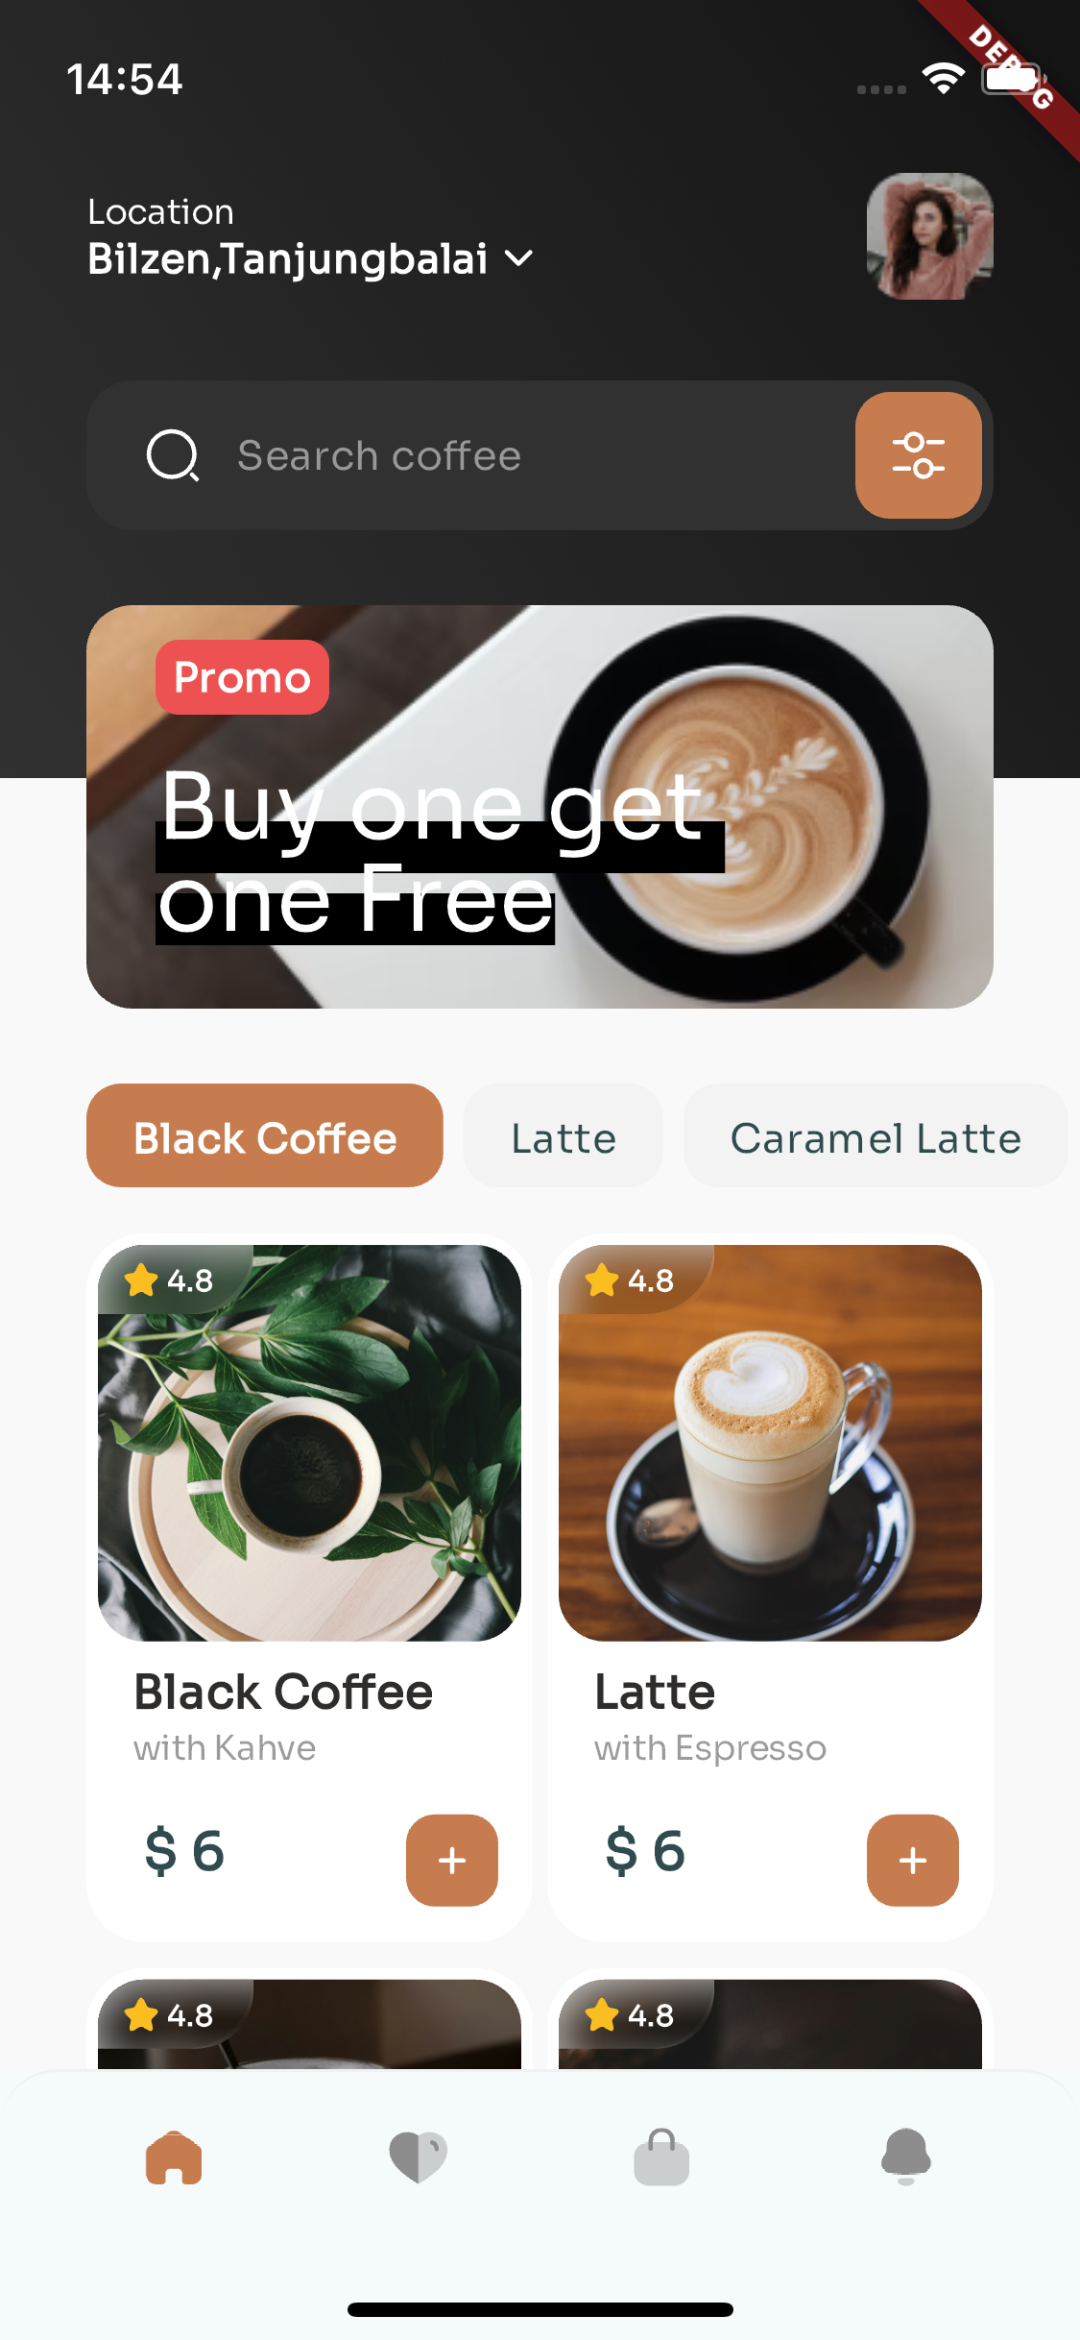 14:54
DEBUG
Location
Bilzen,Tanjungbalai
Search coffee
Promo
Buy one get
one Free
Black Coffee
Latte
Caramel Latte
4.8
4.8
Black Coffee
Latte
with Kahve
with Espresso
$ 6
$ 6
4.8
4.8